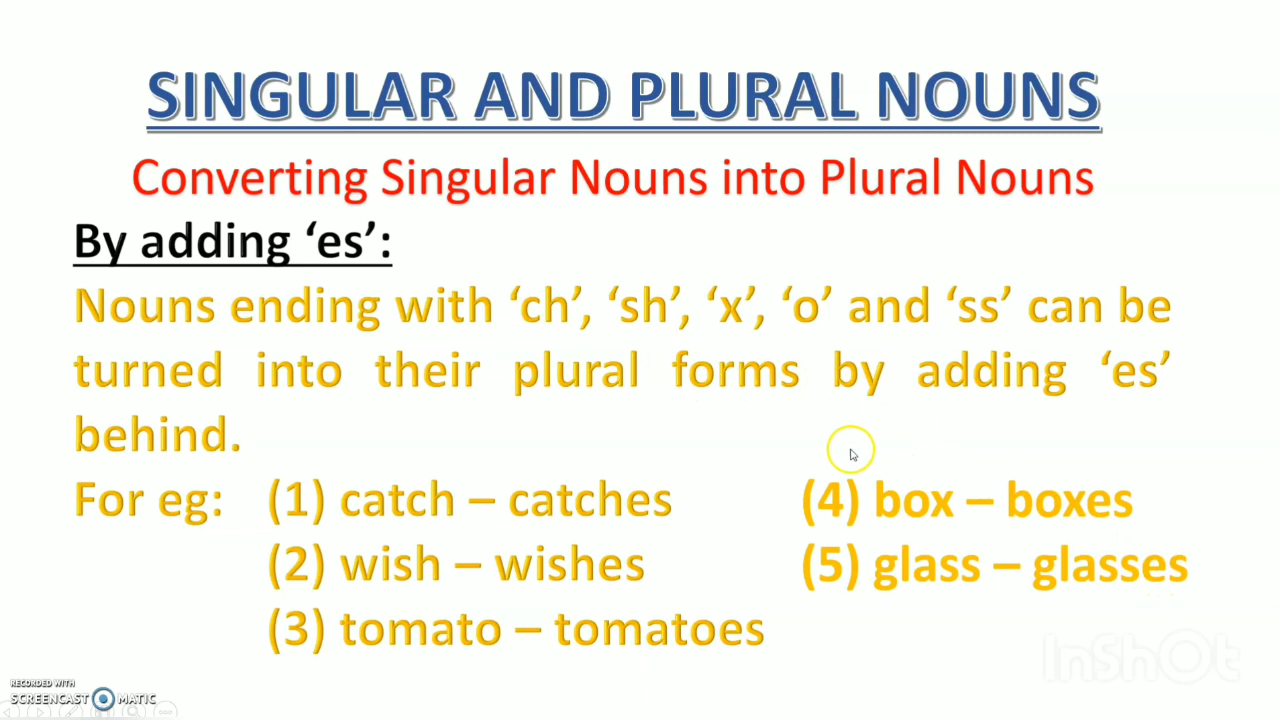 SINGULAR AND PLURAL NOUNS
Converting Singular Nouns into Plural Nouns
By adding ‘es’:
Nouns ending with ‘ch’, ‘sh’, ‘x’, ‘o’ and ‘ss’ can be
turned into their plural forms by adding ‘es’
behind.
For eg: (1) catch – catches (4) box – boxes
(2) wish – wishes (5) glass – glasses
(3) tomato – tomatoes
InShOt
RECORDED WITH
SCREENCAST MATIC